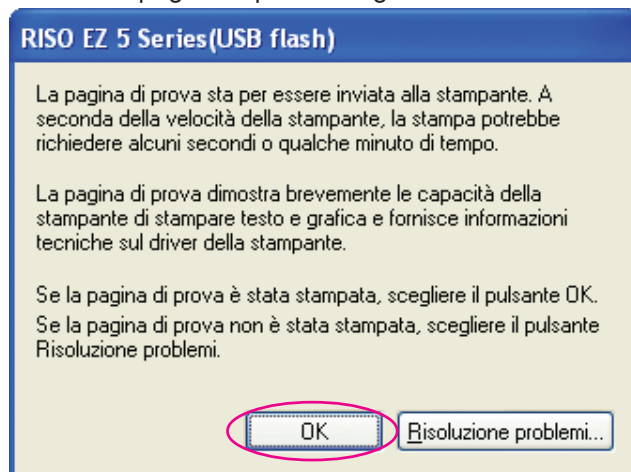 RISO EZ 5 Series(USB flash)
La pagina di prova sta per essere inviata alla stampante. A
seconda della velocità della stampante, la stampa potrebbe
richiedere alcuni secondi o qualche minuto di tempo.
La pagina di prova dimostra brevemente le capacità della
stampante di stampare testo e grafica e fornisce informazioni
tecniche sul driver della stampante.
Se la pagina di prova è stata stampata, scegliere il pulsante OK.
Se la pagina di prova non è stata stampata, scegliere il pulsante
Risoluzione problemi.
OK Risoluzione problemi...